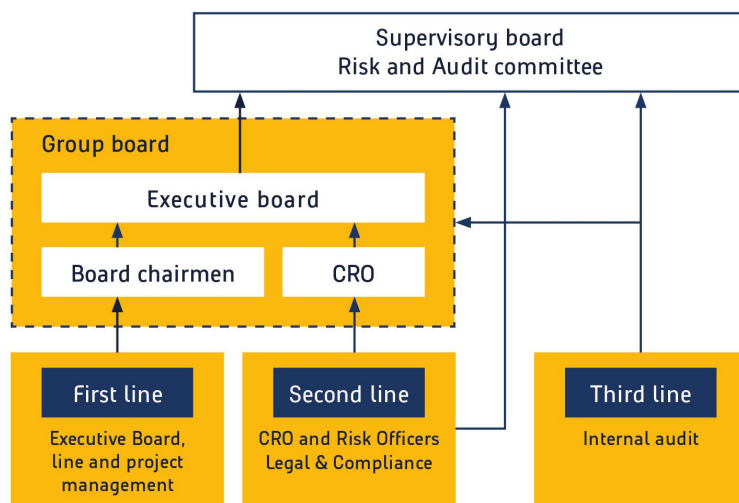 Supervisory board
Risk and Audit committee
Group board
Executive board
Board chairmen
CRO
First line
Executive Board,
line and project
management
Second line
CRO and Risk Officers
Legal & Compliance
Third line
Internal audit